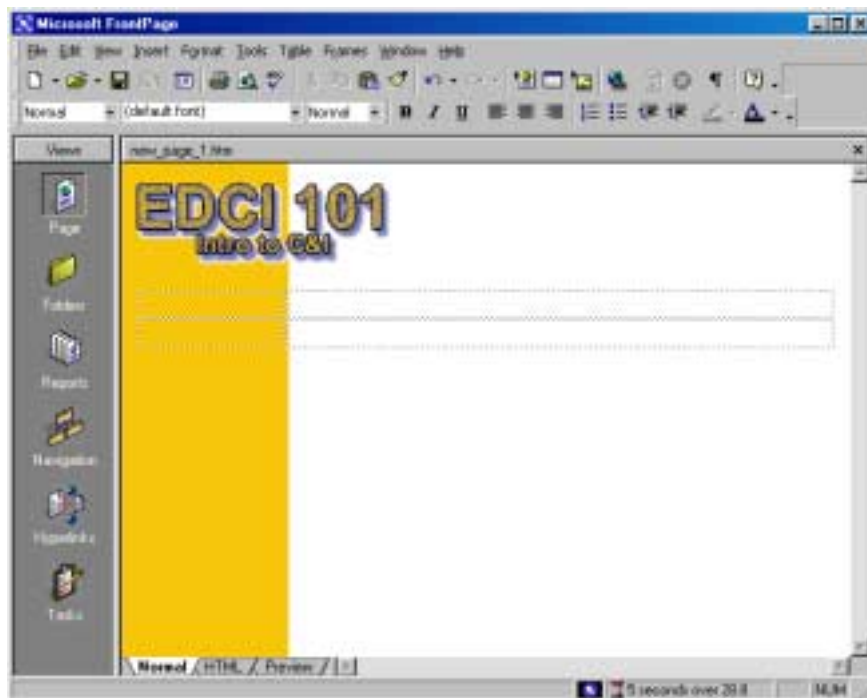 Microsoft FrontPage
File Edit View Insert Format Tools Table Frames Window Help
Normal (default font) Normal B I U A
Views new_page_1.htm
EDCI 101
Intro to C&I
Page
Folders
Reports
Navigation
Hyperlinks
Tasks
Normal HTML Preview
5 seconds over 28.8 NUM